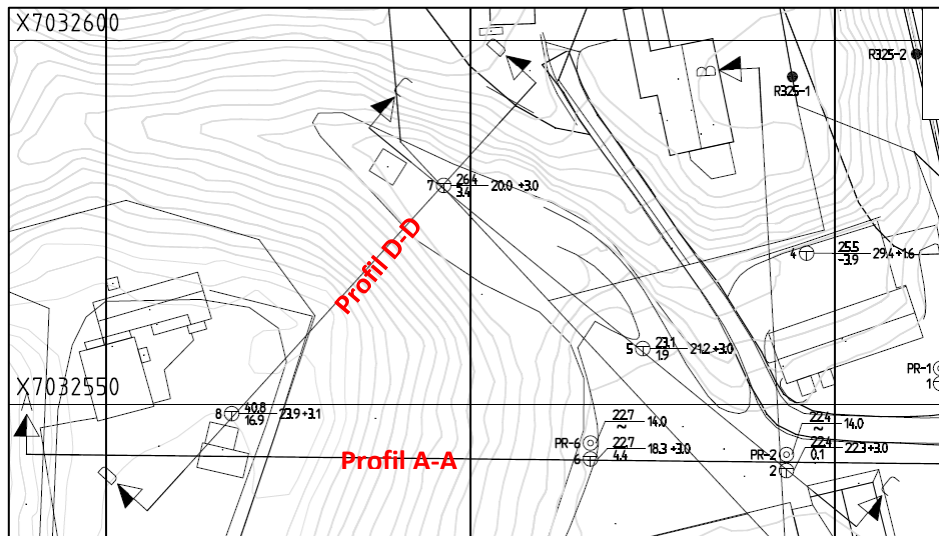 X7032600
R325-2
B
R325-1
C
7 26.4 20.0 +3.0
3.4
Profil D-D
4 25.5 29.4 +1.6
-3.9
5 23.1 21.2 +3.0
1.9
PR-1
1
X7032550
8 40.8 23.9 +3.1
16.9
22.7 14.0
~
PR-6
22.7 18.3 +3.0
6 4.4
22.4 14.0
~
PR-2
22.4 22.3 +3.0
2 0.1
Profil A-A
A
D